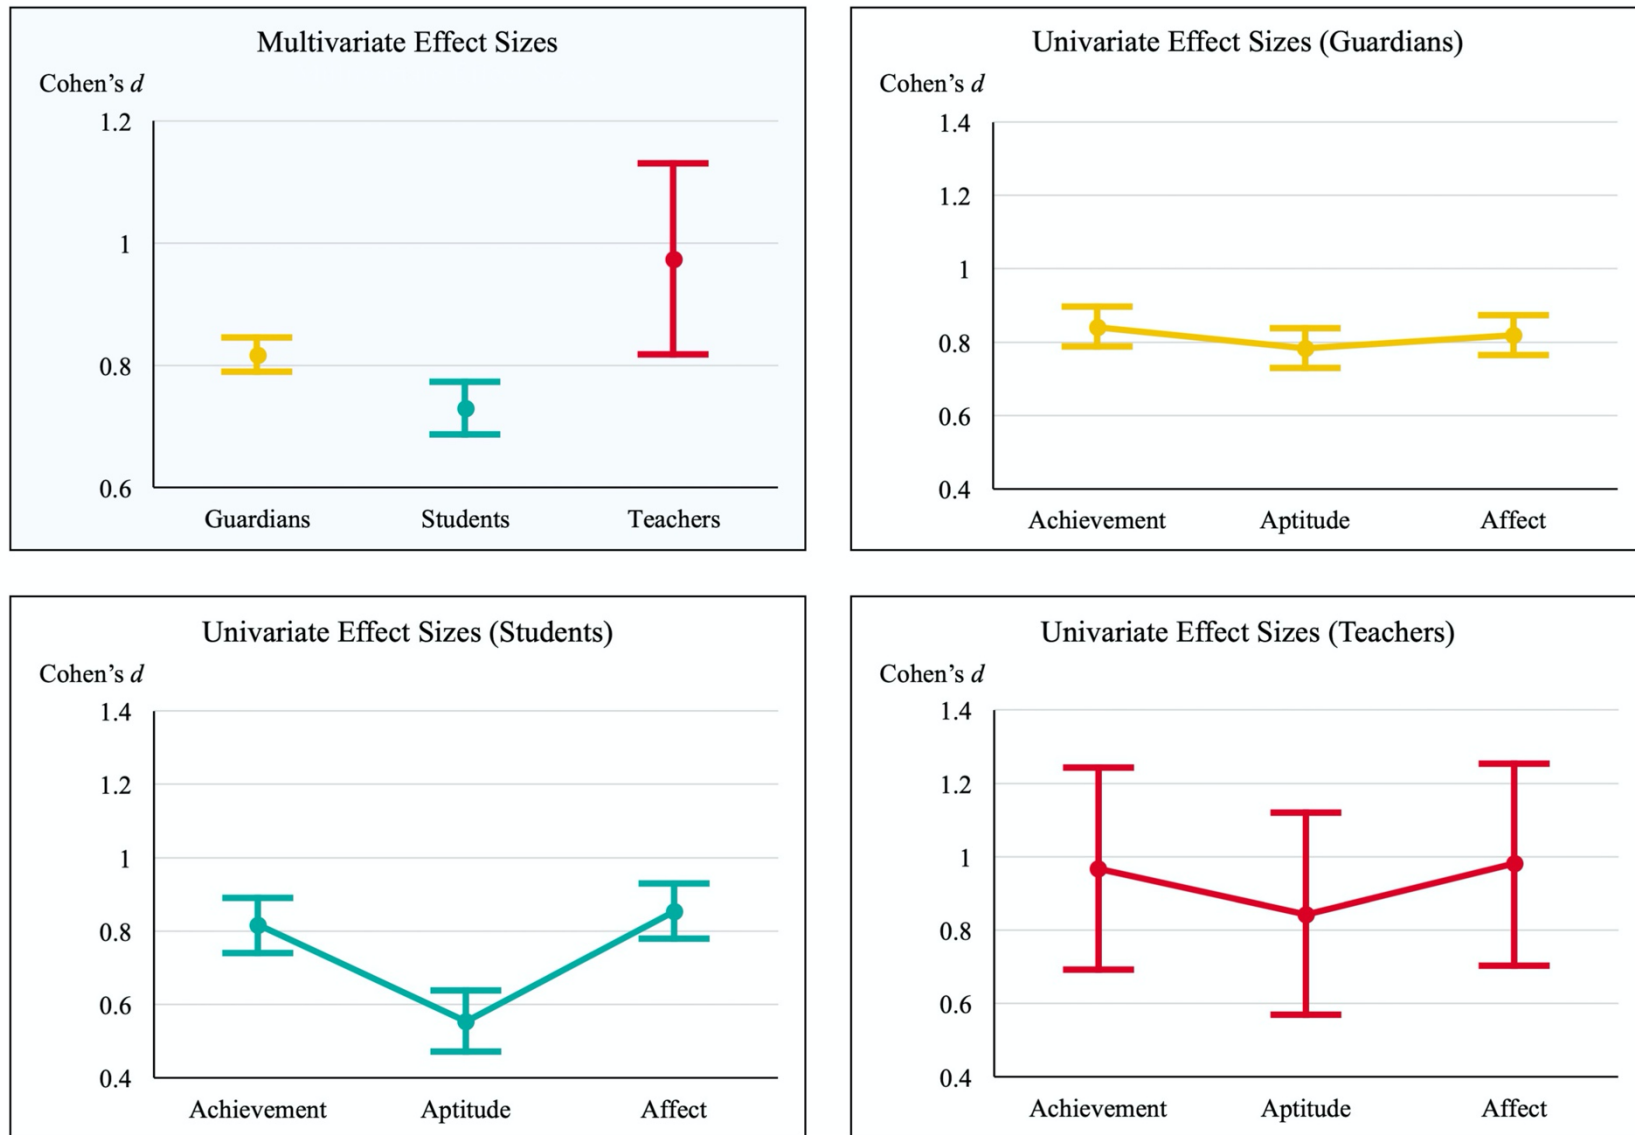 Multivariate Effect Sizes
Cohen’s d
1.2
1
0.8
0.6
Guardians Students Teachers
Univariate Effect Sizes (Guardians)
Cohen’s d
1.4
1.2
1
0.8
0.6
0.4
Achievement Aptitude Affect
Univariate Effect Sizes (Students)
Cohen’s d
1.4
1.2
1
0.8
0.6
0.4
Achievement Aptitude Affect
Univariate Effect Sizes (Teachers)
Cohen’s d
1.4
1.2
1
0.8
0.6
0.4
Achievement Aptitude Affect